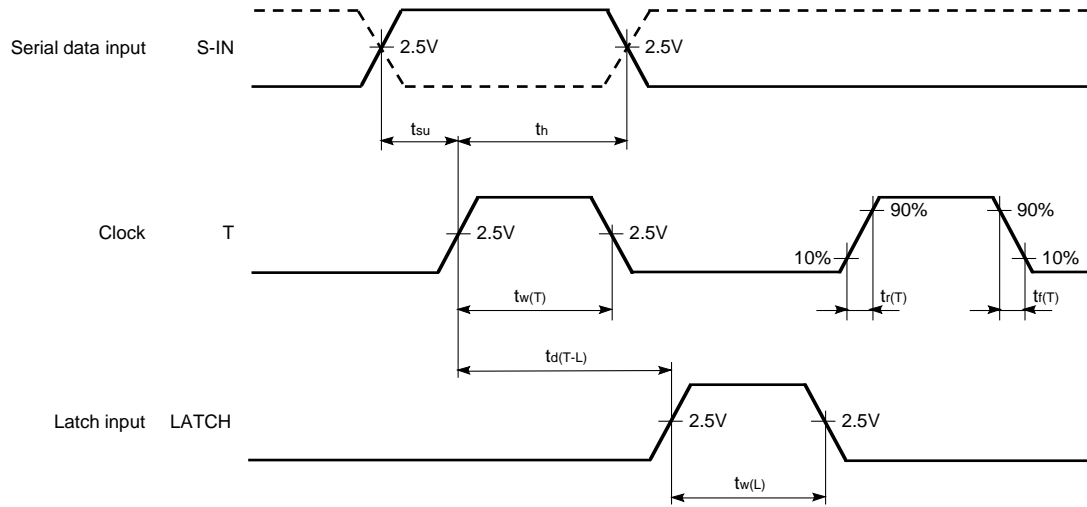 Serial data input S-IN 2.5V 2.5V
tsu th
Clock T 2.5V 2.5V 10% 90% 90% 10%
tw(T) tr(T) tf(T)
td(T-L)
Latch input LATCH 2.5V 2.5V
tw(L)